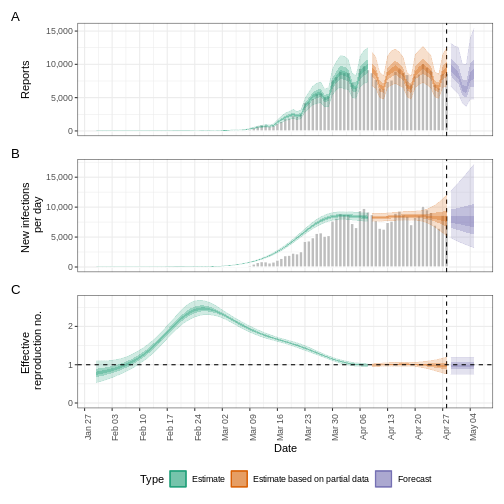 A
15,000
10,000
5,000
0
Reports
B
15,000
10,000
5,000
0
New infections
per day
C
2
1
0
Effective
reproduction no.
Jan 27
Feb 03
Feb 10
Feb 17
Feb 24
Mar 02
Mar 09
Mar 16
Mar 23
Mar 30
Apr 06
Apr 13
Apr 20
Apr 27
May 04
Date
Type
Estimate
Estimate based on partial data
Forecast